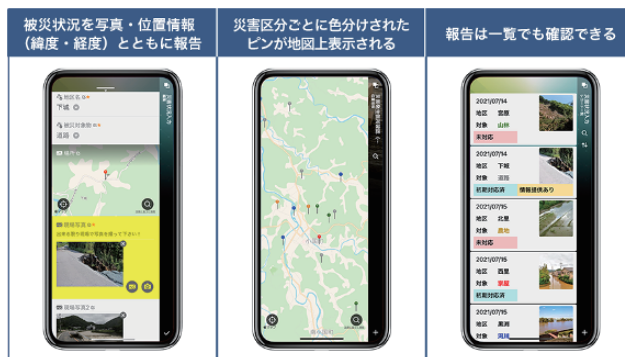 被災状況を写真・位置情報
（緯度・経度）とともに報告
災害区分ごとに色分けされた
ピンが地図上表示される
報告は一覧でも確認できる
地区名
下城
被災対象物
道路
現場写真
現場写真2
2021/07/14
地区 宮原
対象 山林
未対応
2021/07/14
地区 下城
対象 道路
初期対応済 情報提供あり
2021/07/15
地区 北里
対象 農地
未対応
2021/07/15
地区 西里
対象 家屋
初期対応済
2021/07/15
地区 黒渕
対象 河川